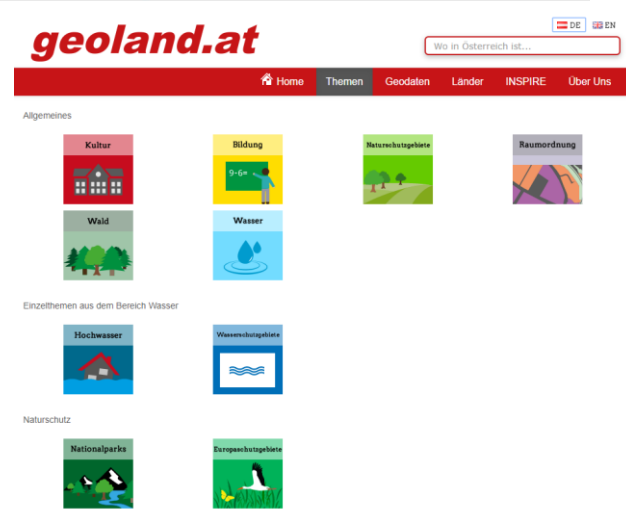 geoland.at
DE EN
Wo in Österreich ist...
Home Themen Geodaten Länder INSPIRE Über Uns
Allgemeines
Kultur Bildung Naturschutzgebiete Raumordnung
9-6=
Wald Wasser
Einzelthemen aus dem Bereich Wasser
Hochwasser Wasserschutzgebiete
Naturschutz
Nationalparks Europaschutzgebiete